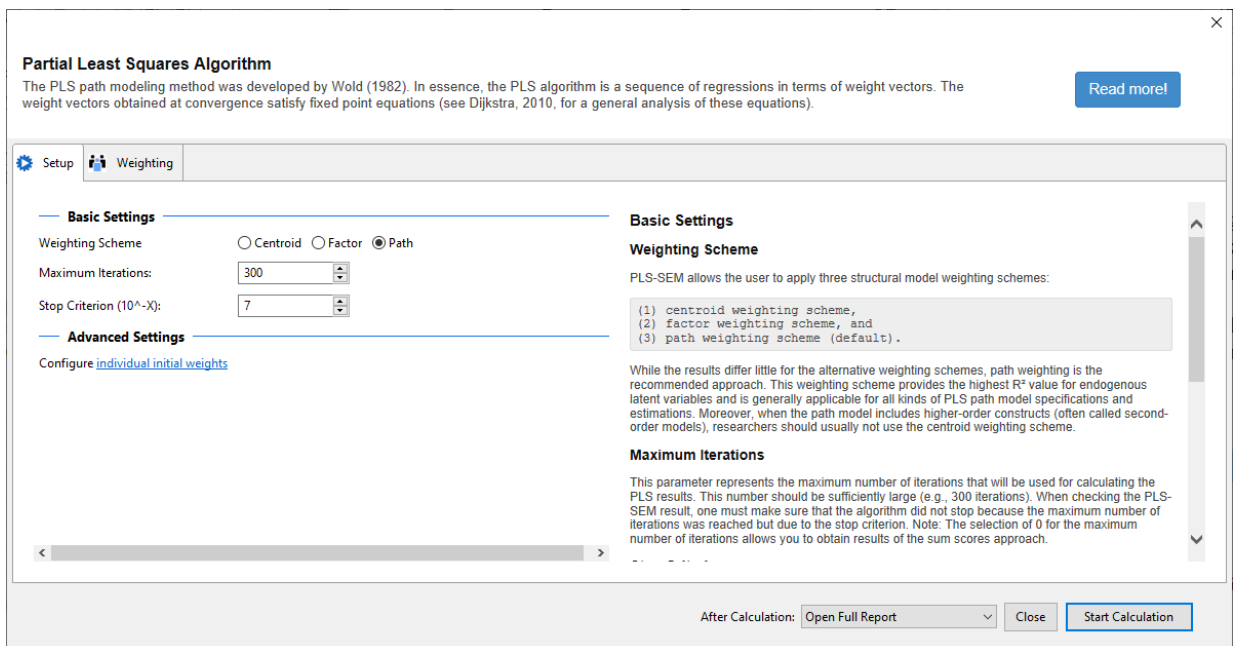 Partial Least Squares Algorithm
The PLS path modeling method was developed by Wold (1982). In essence, the PLS algorithm is a sequence of regressions in terms of weight vectors. The
weight vectors obtained at convergence satisfy fixed point equations (see Dijkstra, 2010, for a general analysis of these equations).
Read more!
Setup
Weighting
Basic Settings
Weighting Scheme Centroid Factor Path
Maximum Iterations: 300
Stop Criterion (10^-X): 7
Advanced Settings
Configure individual initial weights
Basic Settings
Weighting Scheme
PLS-SEM allows the user to apply three structural model weighting schemes:
(1) centroid weighting scheme,
(2) factor weighting scheme, and
(3) path weighting scheme (default).
While the results differ little for the alternative weighting schemes, path weighting is the
recommended approach. This weighting scheme provides the highest R² value for endogenous
latent variables and is generally applicable for all kinds of PLS path model specifications and
estimations. Moreover, when the path model includes higher-order constructs (often called second-
order models), researchers should usually not use the centroid weighting scheme.
Maximum Iterations
This parameter represents the maximum number of iterations that will be used for calculating the
PLS results. This number should be sufficiently large (e.g., 300 iterations). When checking the PLS-
SEM result, one must make sure that the algorithm did not stop because the maximum number of
iterations was reached but due to the stop criterion. Note: The selection of 0 for the maximum
number of iterations allows you to obtain results of the sum scores approach.
After Calculation: Open Full Report
Close
Start Calculation